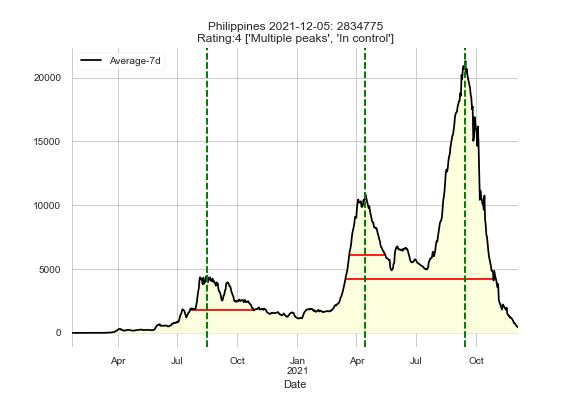 Philippines 2021-12-05: 2834775
Rating:4 ['Multiple peaks', 'In control']
Average-7d
20000
15000
10000
5000
0
Apr Jul Oct Jan Apr Jul Oct
2021
Date